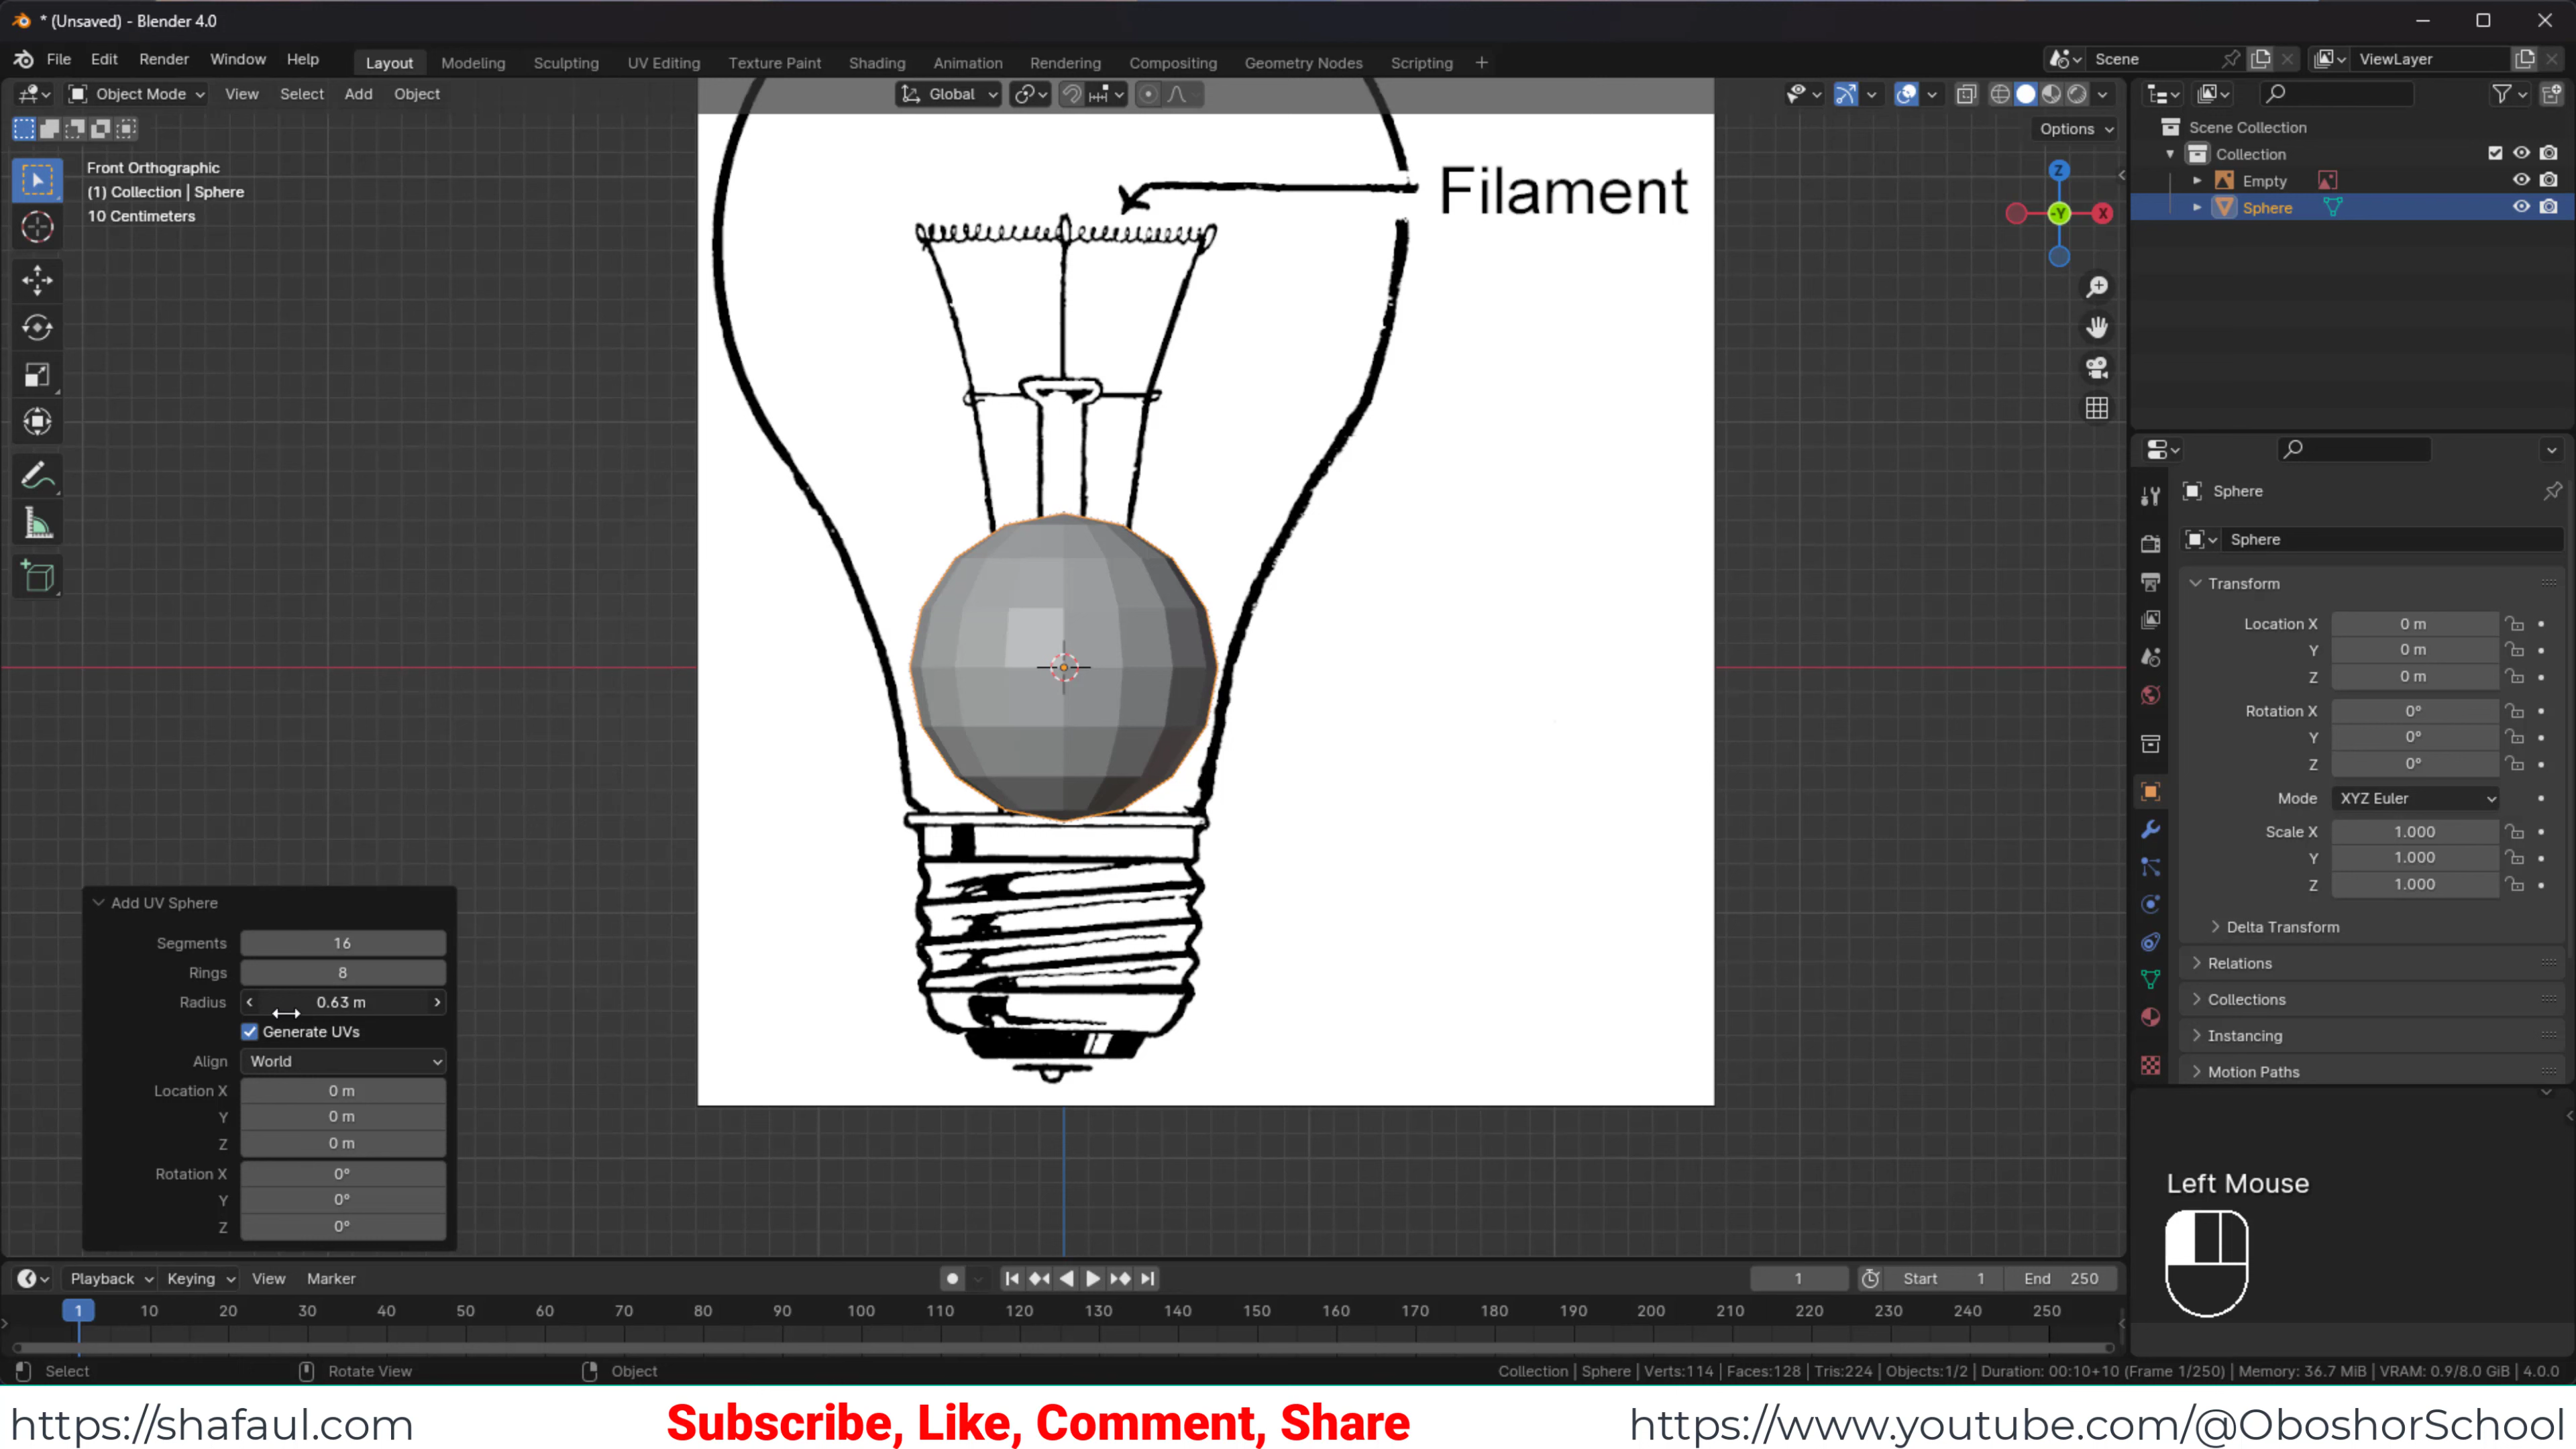 * (Unsaved) - Blender 4.0
File Edit Render Window Help Layout Modeling Sculpting UV Editing Texture Paint Shading Animation Rendering Compositing Geometry Nodes Scripting + Scene ViewLayer
Object Mode View Select Add Object Global
Options
Front Orthographic
(1) Collection | Sphere
10 Centimeters
Filament
Z
-Y X
Scene Collection
Collection
Empty
Sphere
Sphere
Sphere
Transform
Location X 0 m
Y 0 m
Z 0 m
Rotation X 0°
Y 0°
Z 0°
Mode XYZ Euler
Scale X 1.000
Y 1.000
Z 1.000
Delta Transform
Relations
Collections
Instancing
Motion Paths
Add UV Sphere
Segments 16
Rings 8
Radius 0.63 m
Generate UVs
Align World
Location X 0 m
Y 0 m
Z 0 m
Rotation X 0°
Y 0°
Z 0°
Left Mouse
Playback Keying View Marker 1 Start 1 End 250
1 10 20 30 40 50 60 70 80 90 100 110 120 130 140 150 160 170 180 190 200 210 220 230 240 250
Select Rotate View Object Collection | Sphere | Verts:114 | Faces:128 | Tris:224 | Objects:1/2 | Duration: 00:10+10 (Frame 1/250) | Memory: 36.7 MiB | VRAM: 0.9/8.0 GiB | 4.0.0
https://shafaul.com Subscribe, Like, Comment, Share https://www.youtube.com/@OboshorSchool